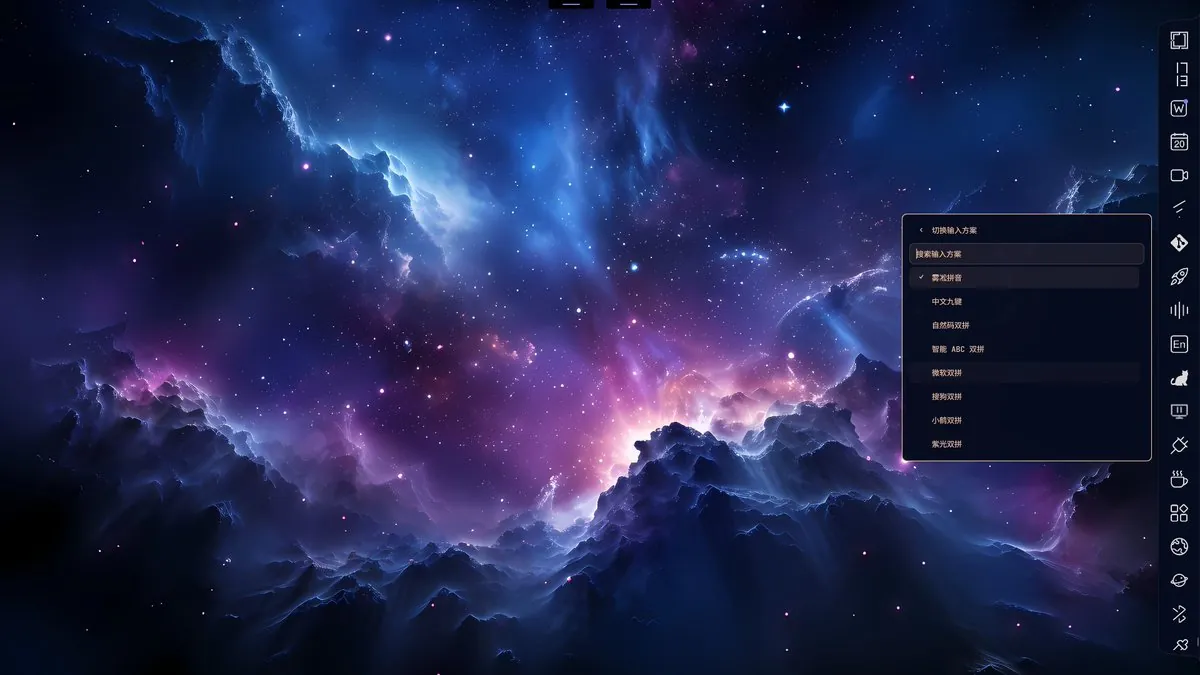 切换输入方案
搜索输入方案
雾凇拼音
中文九键
自然码双拼
智能 ABC 双拼
微软双拼
搜狗双拼
小鹤双拼
紫光双拼
17
13
W
20
En